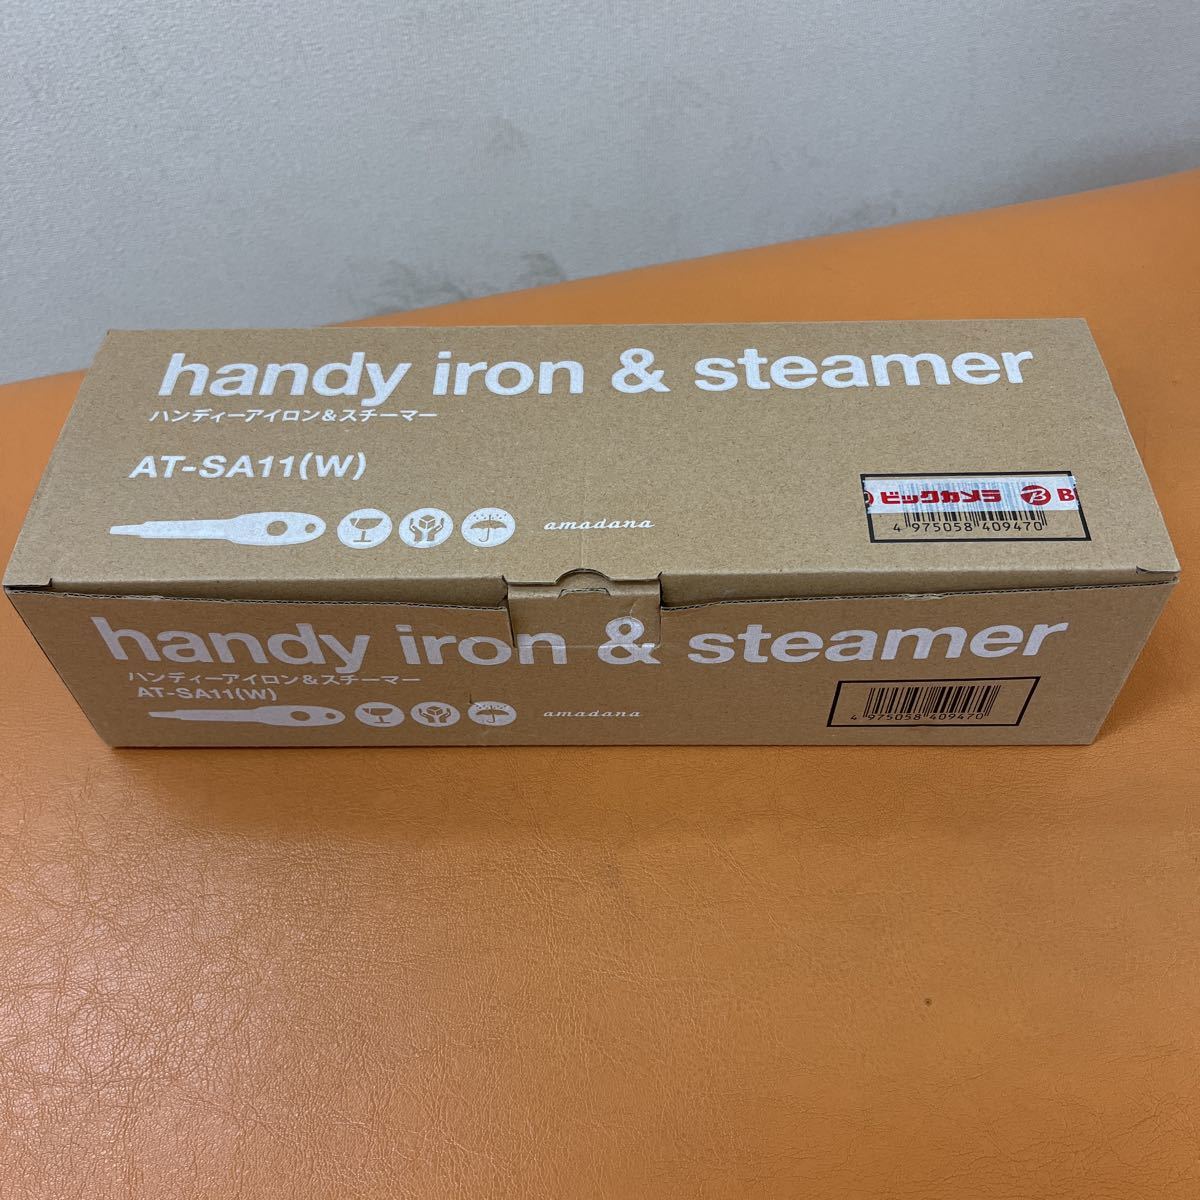 handy iron & steamer
ハンディーアイロン&スチーマー
AT-SA11(W)
amadana
ビックカメラ B B
4 975058 409470
handy iron & steamer
ハンディーアイロン&スチーマー
AT-SA11(W)
amadana
4 975058 409470